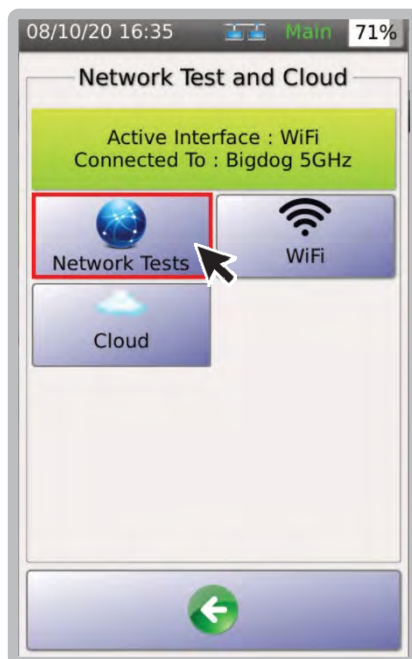 08/10/20 16:35 Main 71%
Network Test and Cloud
Active Interface : WiFi
Connected To : Bigdog 5GHz
Network Tests
WiFi
Cloud